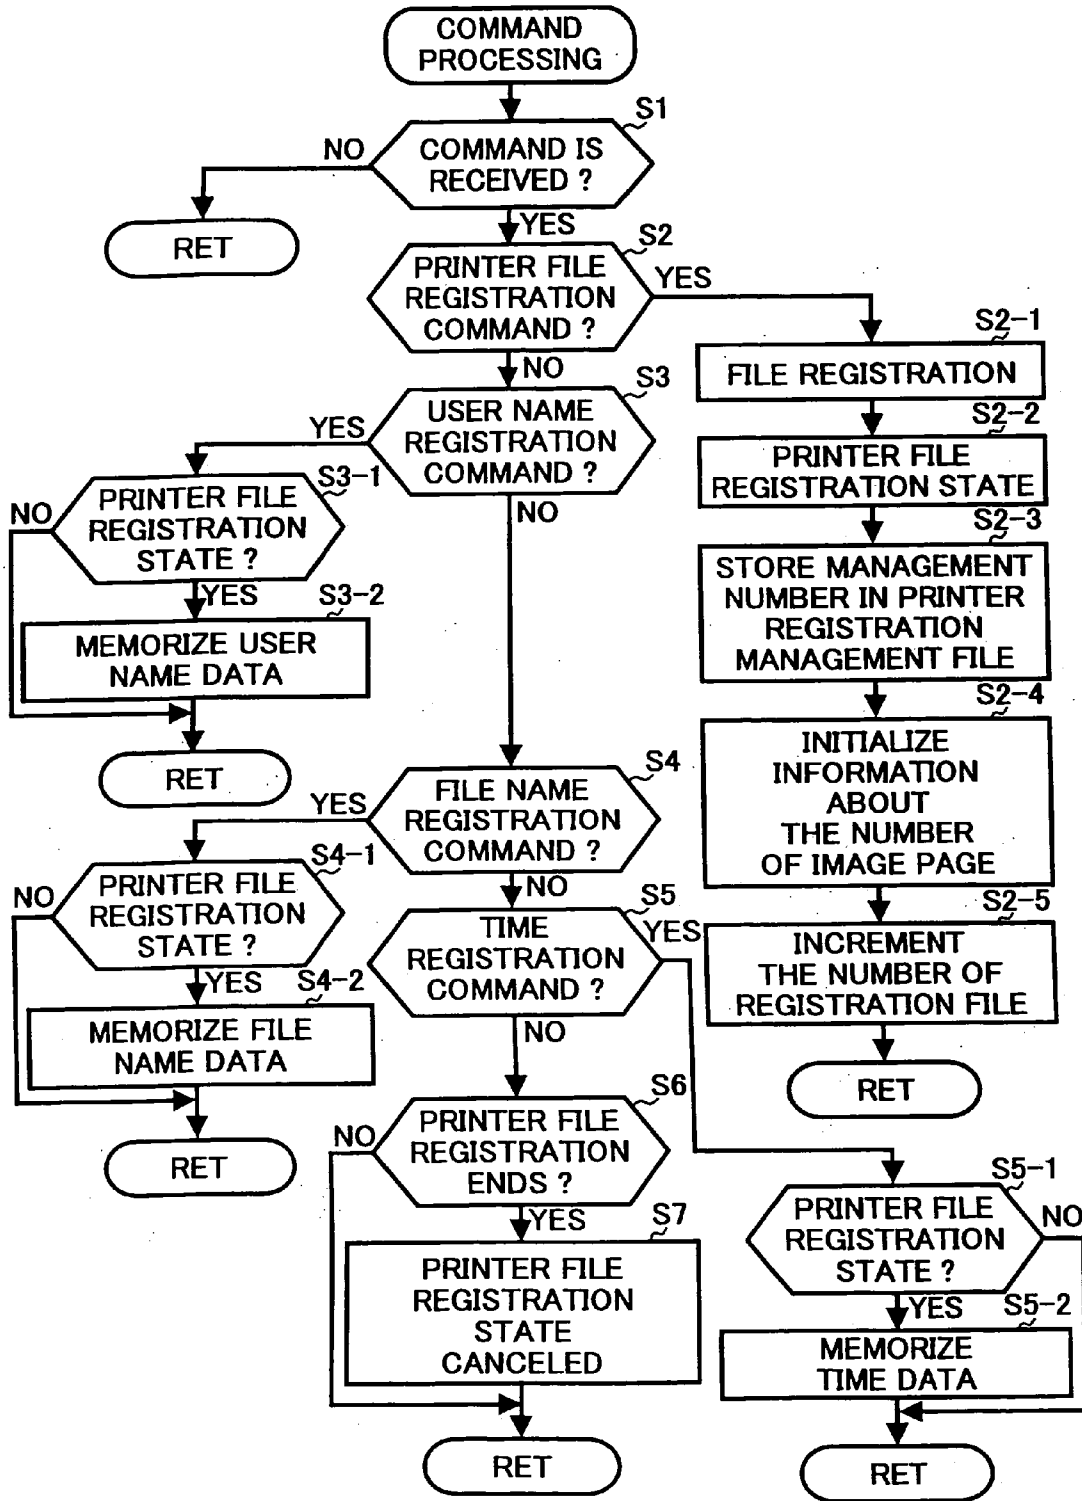 COMMAND
PROCESSING
S1
COMMAND IS
RECEIVED ?
NO
YES
RET
S2
PRINTER FILE
REGISTRATION
COMMAND ?
YES
NO
S2-1
FILE REGISTRATION
S2-2
PRINTER FILE
REGISTRATION STATE
S2-3
STORE MANAGEMENT
NUMBER IN PRINTER
REGISTRATION
MANAGEMENT FILE
S2-4
INITIALIZE
INFORMATION
ABOUT
THE NUMBER
OF IMAGE PAGE
S2-5
INCREMENT
THE NUMBER OF
REGISTRATION FILE
RET
S3
USER NAME
REGISTRATION
COMMAND ?
YES
NO
S3-1
PRINTER FILE
REGISTRATION
STATE ?
NO
YES
S3-2
MEMORIZE USER
NAME DATA
RET
S4
FILE NAME
REGISTRATION
COMMAND ?
YES
NO
S4-1
PRINTER FILE
REGISTRATION
STATE ?
NO
YES
S4-2
MEMORIZE FILE
NAME DATA
RET
S5
TIME
REGISTRATION
COMMAND ?
YES
NO
S5-1
PRINTER FILE
REGISTRATION
STATE ?
NO
YES
S5-2
MEMORIZE
TIME DATA
RET
S6
PRINTER FILE
REGISTRATION
ENDS ?
NO
YES
S7
PRINTER FILE
REGISTRATION
STATE
CANCELED
RET